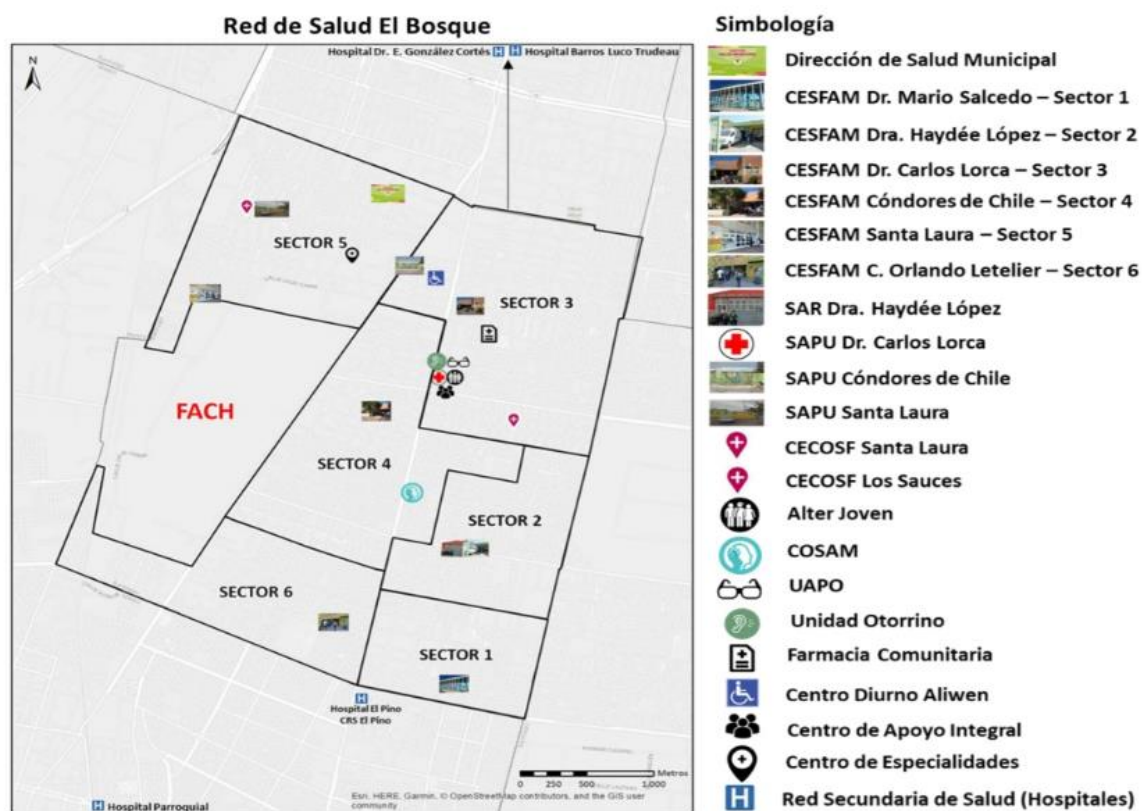 Red de Salud El Bosque
Hospital Dr. E. González Cortés H H Hospital Barros Luco Trudeau
N
SECTOR 5
SECTOR 3
FACH
SECTOR 4
SECTOR 2
SECTOR 6
SECTOR 1
H
Hospital El Pino
CRS El Pino
Metros
0 250 500 1,000
Esri, HERE, Garmin, © OpenStreetMap contributors, and the GIS user
community
H Hospital Parroquial
Simbología
Dirección de Salud Municipal
CESFAM Dr. Mario Salcedo – Sector 1
CESFAM Dra. Haydée López – Sector 2
CESFAM Dr. Carlos Lorca – Sector 3
CESFAM Cóndores de Chile – Sector 4
CESFAM Santa Laura – Sector 5
CESFAM C. Orlando Letelier – Sector 6
SAR Dra. Haydée López
SAPU Dr. Carlos Lorca
SAPU Cóndores de Chile
SAPU Santa Laura
CECOSF Santa Laura
CECOSF Los Sauces
Alter Joven
COSAM
UAPO
Unidad Otorrino
Farmacia Comunitaria
Centro Diurno Aliwen
Centro de Apoyo Integral
Centro de Especialidades
H Red Secundaria de Salud (Hospitales)